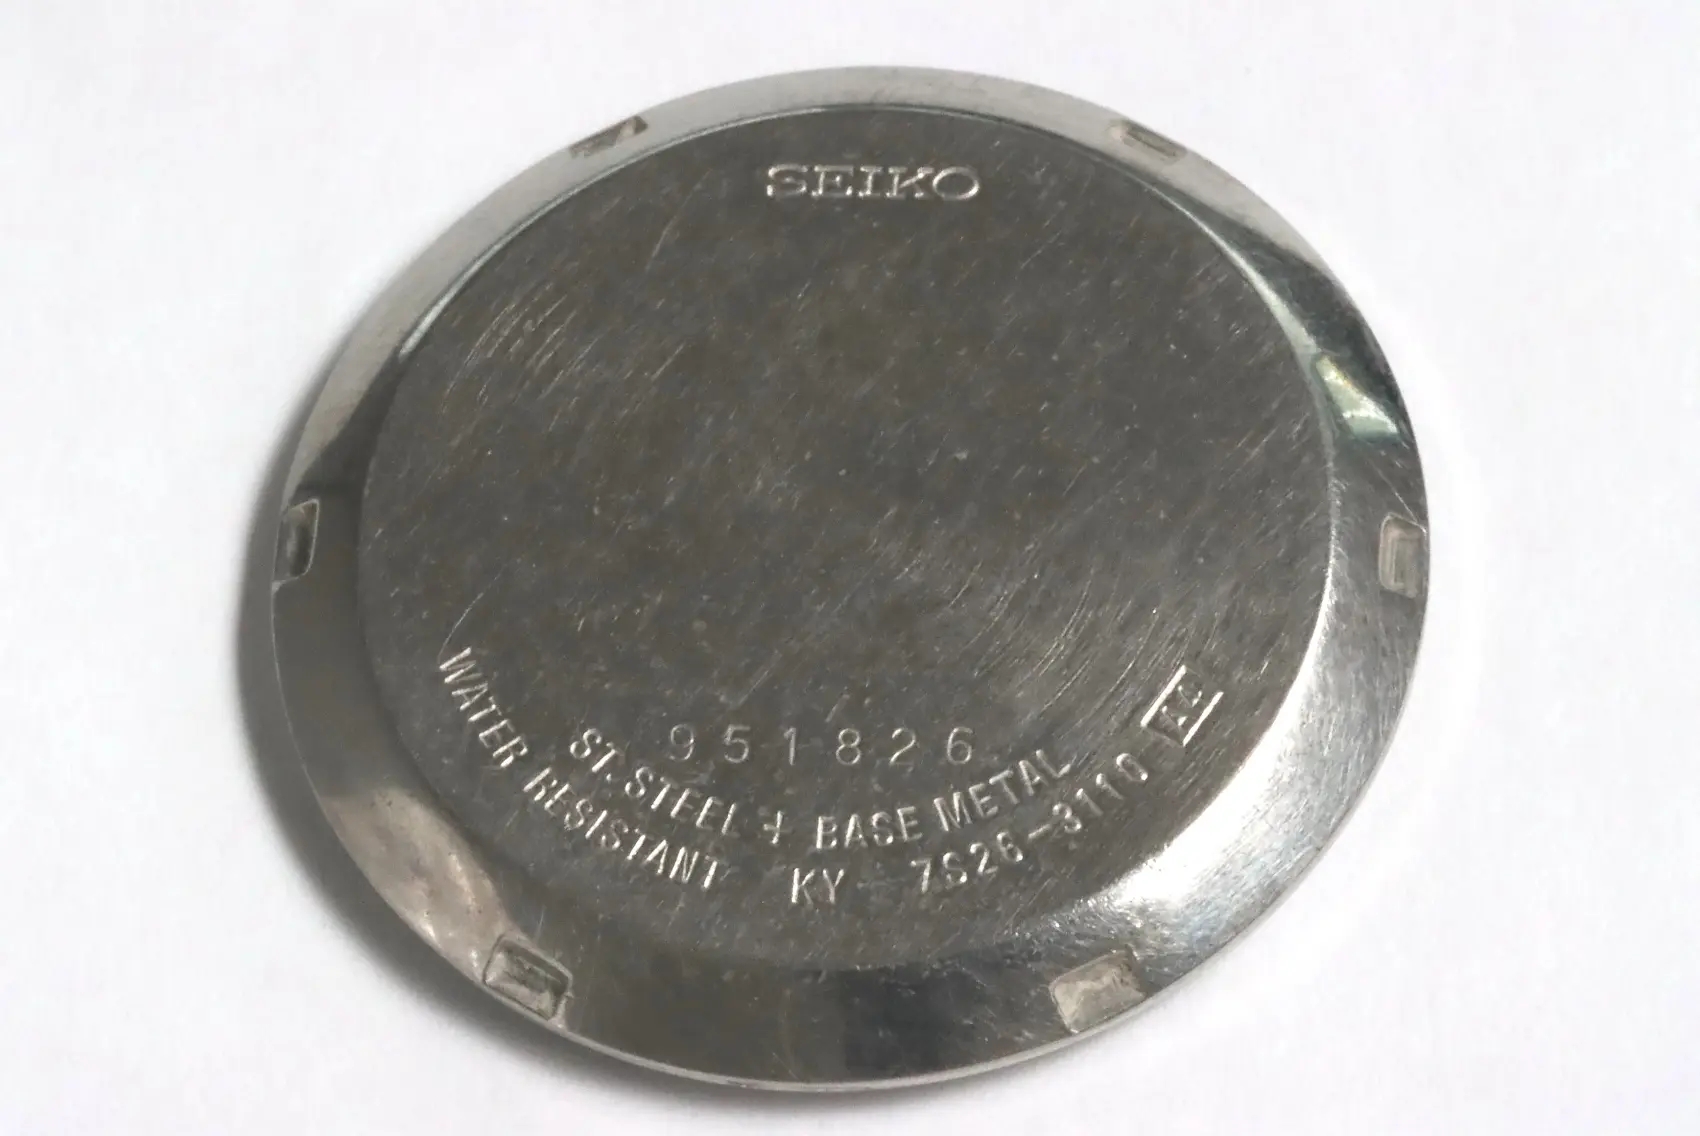 SEIKO
951826
ST. STEEL + BASE METAL
WATER RESISTANT KY 7S26-3110